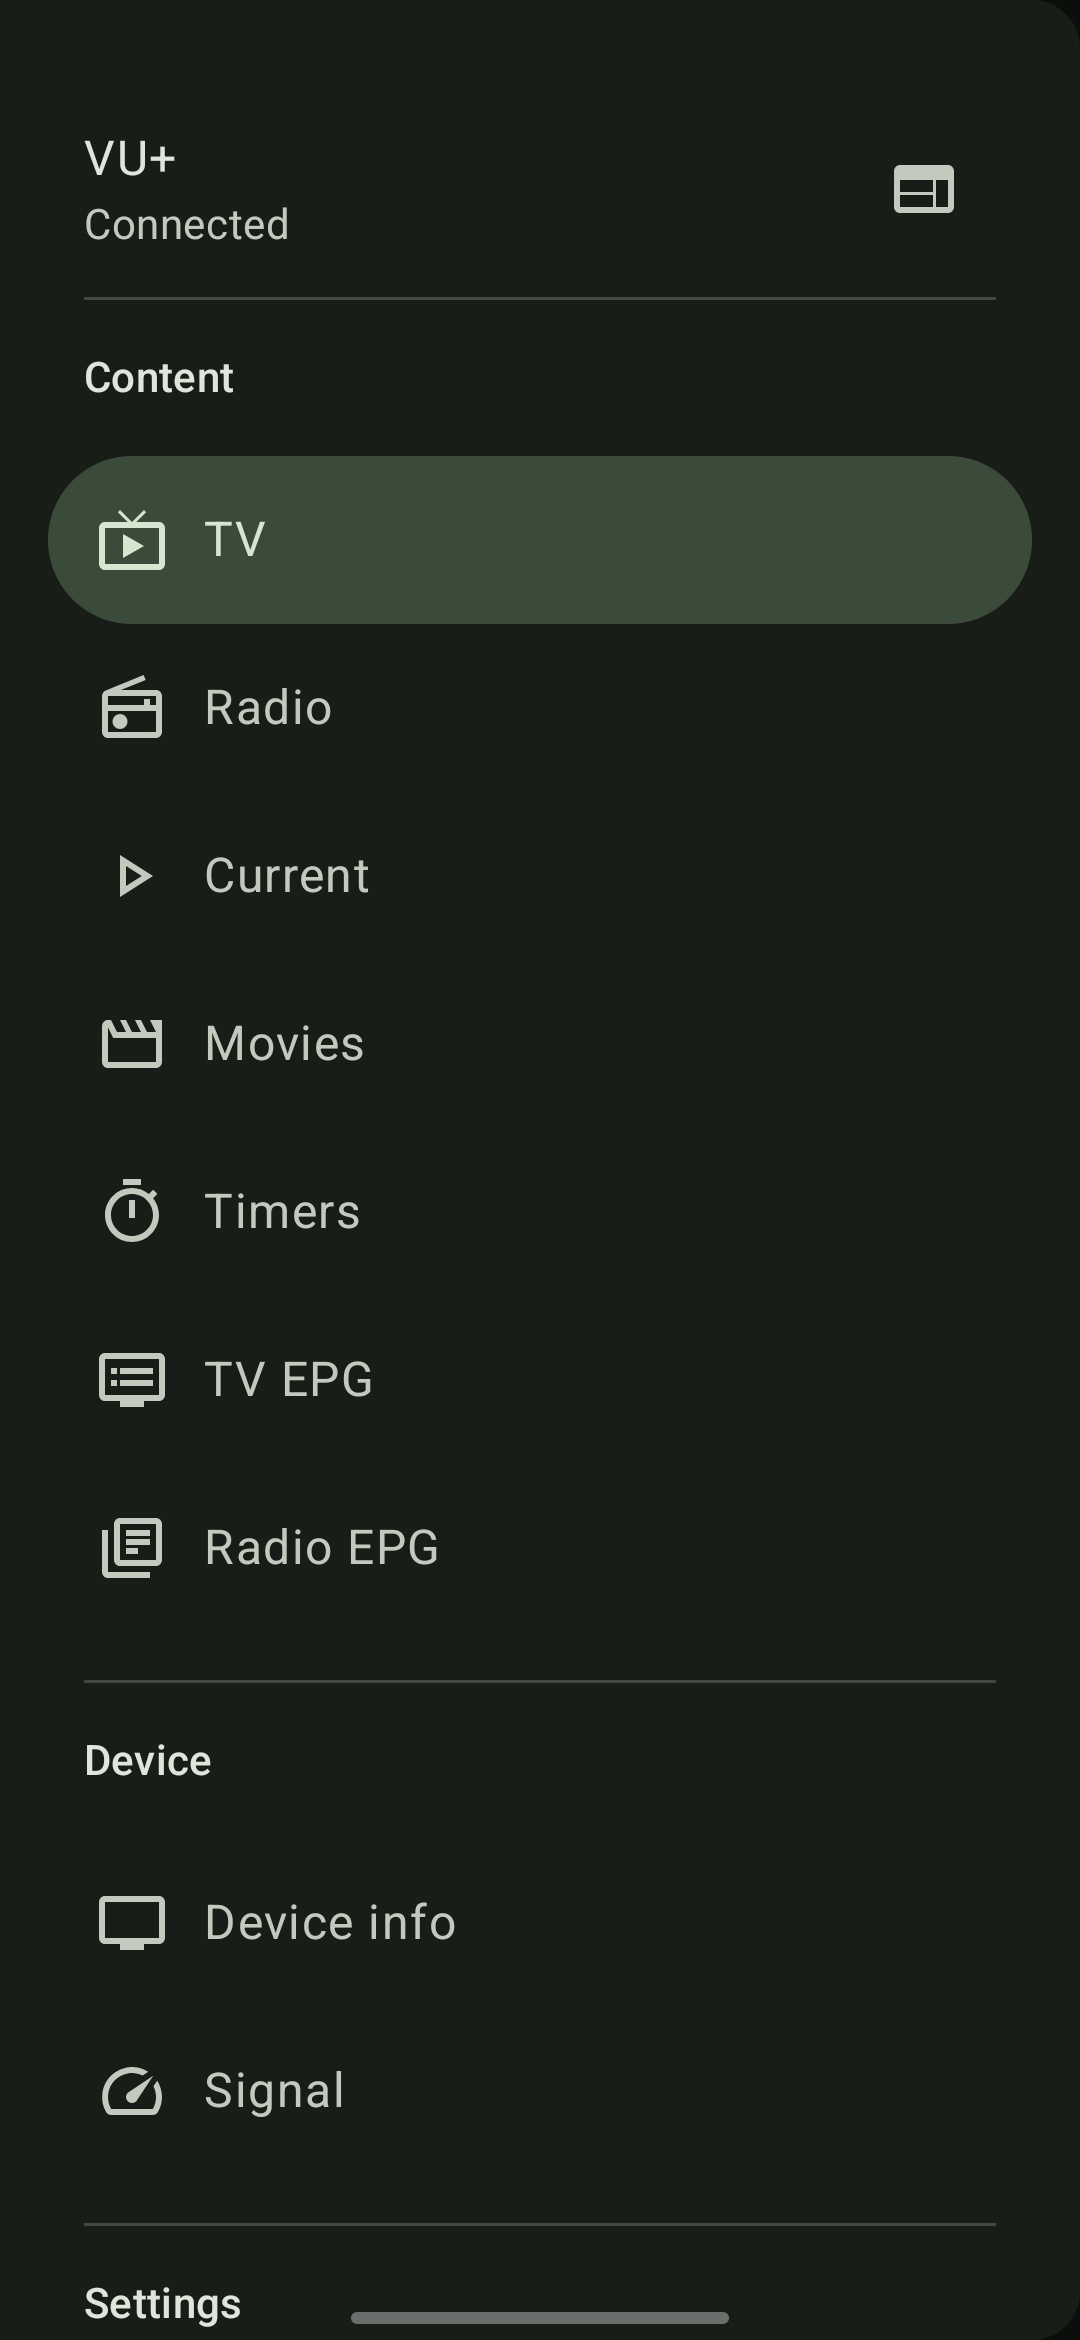 VU+
Connected
Content
TV
Radio
Current
Movies
Timers
TV EPG
Radio EPG
Device
Device info
Signal
Settings